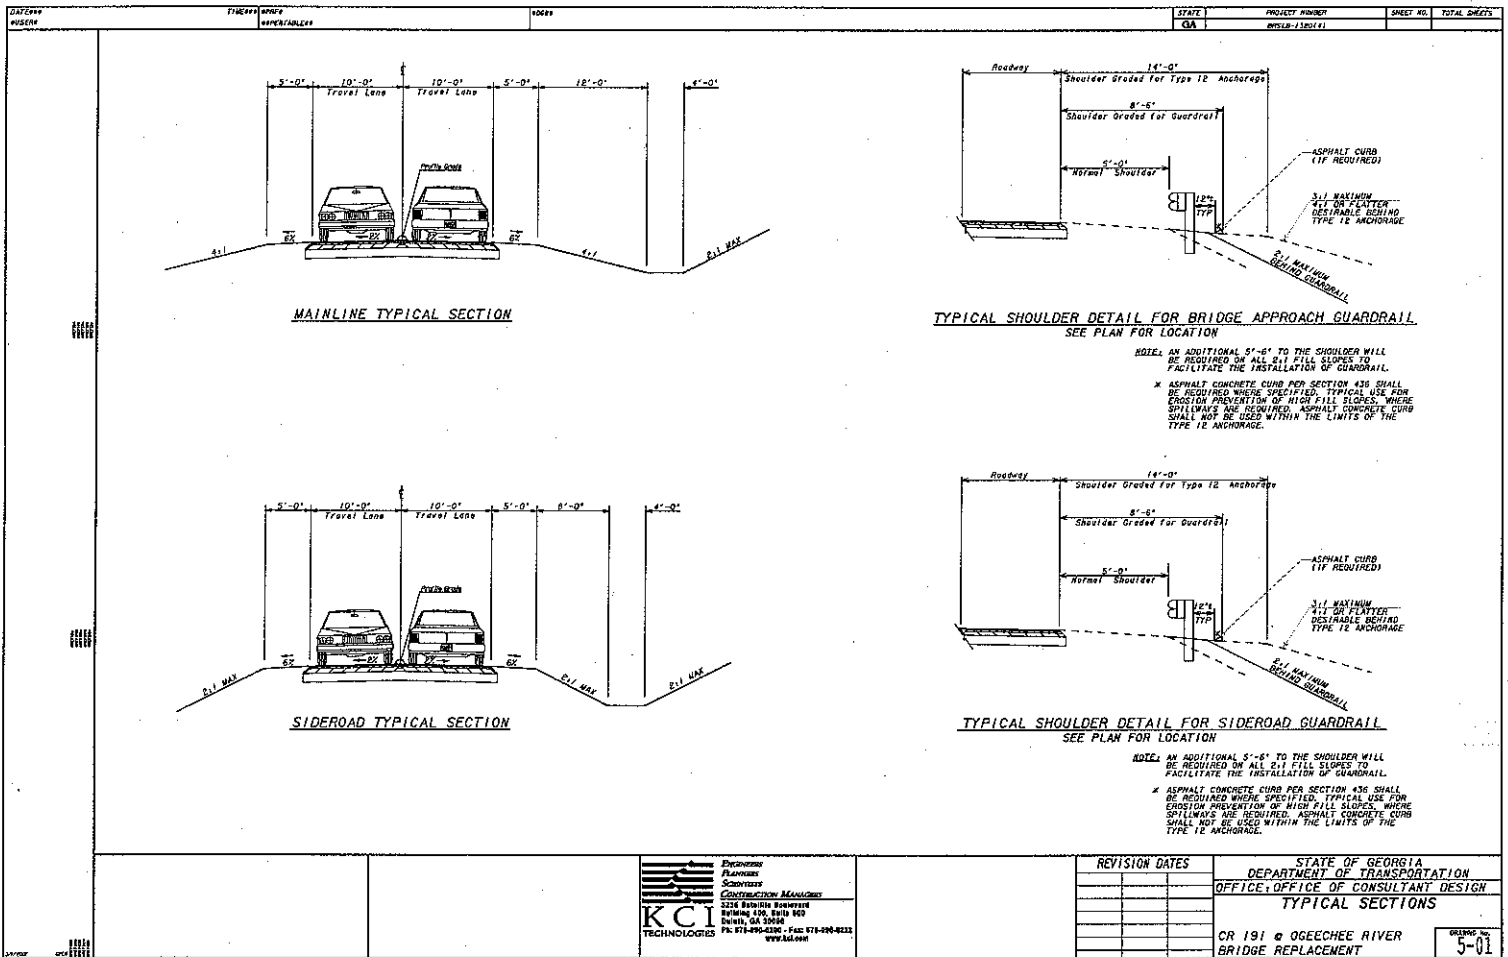 STATE
PROJECT NUMBER
SHEET NO.
TOTAL SHEETS
GA
5'-0"
10'-0"
10'-0"
5'-0"
12'-0"
4'-0"
Travel Lane
Travel Lane
Profile Grade
6%
2%
2%
6%
4:1
4:1
2:1 MAX
MAINLINE TYPICAL SECTION
Roadway
14'-0"
Shoulder Graded for Type 12 Anchorage
8'-6"
Shoulder Graded for Guardrail
5'-0"
Normal Shoulder
ASPHALT CURB
(IF REQUIRED)
12"±
TYP
3:1 MAXIMUM
4:1 OR FLATTER
DESIRABLE BEHIND
TYPE 12 ANCHORAGE
2:1 MAXIMUM
BEHIND GUARDRAIL
TYPICAL SHOULDER DETAIL FOR BRIDGE APPROACH GUARDRAIL
SEE PLAN FOR LOCATION
NOTE: AN ADDITIONAL 5'-6" TO THE SHOULDER WILL
BE REQUIRED ON ALL 2:1 FILL SLOPES TO
FACILITATE THE INSTALLATION OF GUARDRAIL.
* ASPHALT CONCRETE CURB PER SECTION 436 SHALL
BE REQUIRED WHERE SPECIFIED. TYPICAL USE FOR
EROSION PREVENTION OF HIGH FILL SLOPES, WHERE
SPILLWAYS ARE REQUIRED. ASPHALT CONCRETE CURB
SHALL NOT BE USED WITHIN THE LIMITS OF THE
TYPE 12 ANCHORAGE.
5'-0"
10'-0"
10'-0"
5'-0"
8'-0"
4'-0"
Travel Lane
Travel Lane
Profile Grade
6%
2%
2%
6%
2:1 MAX
2:1 MAX
2:1 MAX
SIDEROAD TYPICAL SECTION
Roadway
14'-0"
Shoulder Graded for Type 12 Anchorage
8'-6"
Shoulder Graded for Guardrail
5'-0"
Normal Shoulder
ASPHALT CURB
(IF REQUIRED)
12"±
TYP
3:1 MAXIMUM
4:1 OR FLATTER
DESIRABLE BEHIND
TYPE 12 ANCHORAGE
2:1 MAXIMUM
BEHIND GUARDRAIL
TYPICAL SHOULDER DETAIL FOR SIDEROAD GUARDRAIL
SEE PLAN FOR LOCATION
NOTE: AN ADDITIONAL 5'-6" TO THE SHOULDER WILL
BE REQUIRED ON ALL 2:1 FILL SLOPES TO
FACILITATE THE INSTALLATION OF GUARDRAIL.
* ASPHALT CONCRETE CURB PER SECTION 436 SHALL
BE REQUIRED WHERE SPECIFIED. TYPICAL USE FOR
EROSION PREVENTION OF HIGH FILL SLOPES, WHERE
SPILLWAYS ARE REQUIRED. ASPHALT CONCRETE CURB
SHALL NOT BE USED WITHIN THE LIMITS OF THE
TYPE 12 ANCHORAGE.
KCI
TECHNOLOGIES
ENGINEERS
PLANNERS
SCIENTISTS
CONSTRUCTION MANAGERS
Satellite Boulevard
Building 400, Suite
Duluth, GA
www.kci.com
REVISION DATES
STATE OF GEORGIA
DEPARTMENT OF TRANSPORTATION
OFFICE: OFFICE OF CONSULTANT DESIGN
TYPICAL SECTIONS
CR 191 @ OGEECHEE RIVER
BRIDGE REPLACEMENT
DRAWING No.
5-01